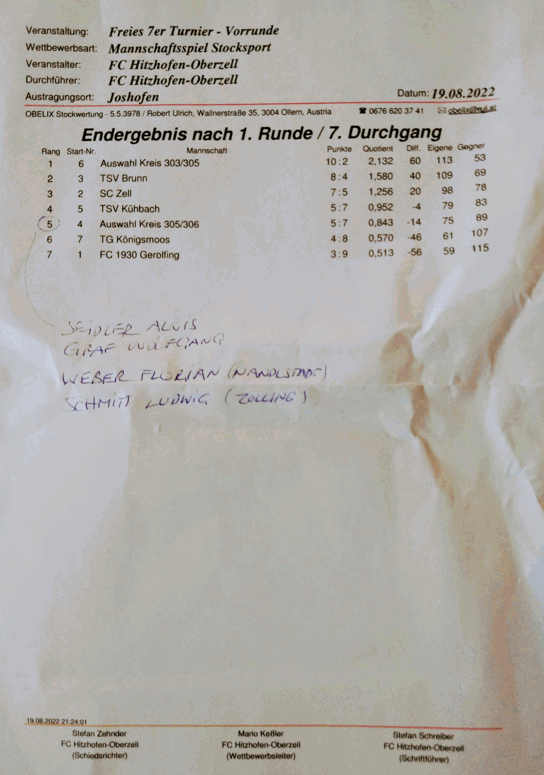 Veranstaltung: Freies 7er Turnier - Vorrunde
Wettbewerbsart: Mannschaftsspiel Stocksport
Veranstalter: FC Hitzhofen-Oberzell
Durchführer: FC Hitzhofen-Oberzell
Austragungsort: Joshofen Datum: 19.08.2022
OBELIX Stockwertung - 5.5.3978 / Robert Ulrich, Wallnerstraße 35, 3004 Ollern, Austria ☎ 0676 620 37 41 ✉ obelix@rul.at
Endergebnis nach 1. Runde / 7. Durchgang
Rang Start-Nr. Mannschaft Punkte Quotient Diff. Eigene Gegner
1 6 Auswahl Kreis 303/305 10:2 2,132 60 113 53
2 3 TSV Brunn 8:4 1,580 40 109 69
3 2 SC Zell 7:5 1,256 20 98 78
4 5 TSV Kühbach 5:7 0,952 -4 79 83
5 4 Auswahl Kreis 305/306 5:7 0,843 -14 75 89
6 7 TG Königsmoos 4:8 0,570 -46 61 107
7 1 FC 1930 Gerolfing 3:9 0,513 -56 59 115
SEIDLER ALOIS
GRAF WOLFGANG
WEBER FLORIAN (NANDLSTADT)
SCHMITT LUDWIG (ZOLLING)
19.08.2022 21:24:01
Stefan Zehnder Mario Keßler Stefan Schreiber
FC Hitzhofen-Oberzell FC Hitzhofen-Oberzell FC Hitzhofen-Oberzell
(Schiedsrichter) (Wettbewerbsleiter) (Schriftführer)